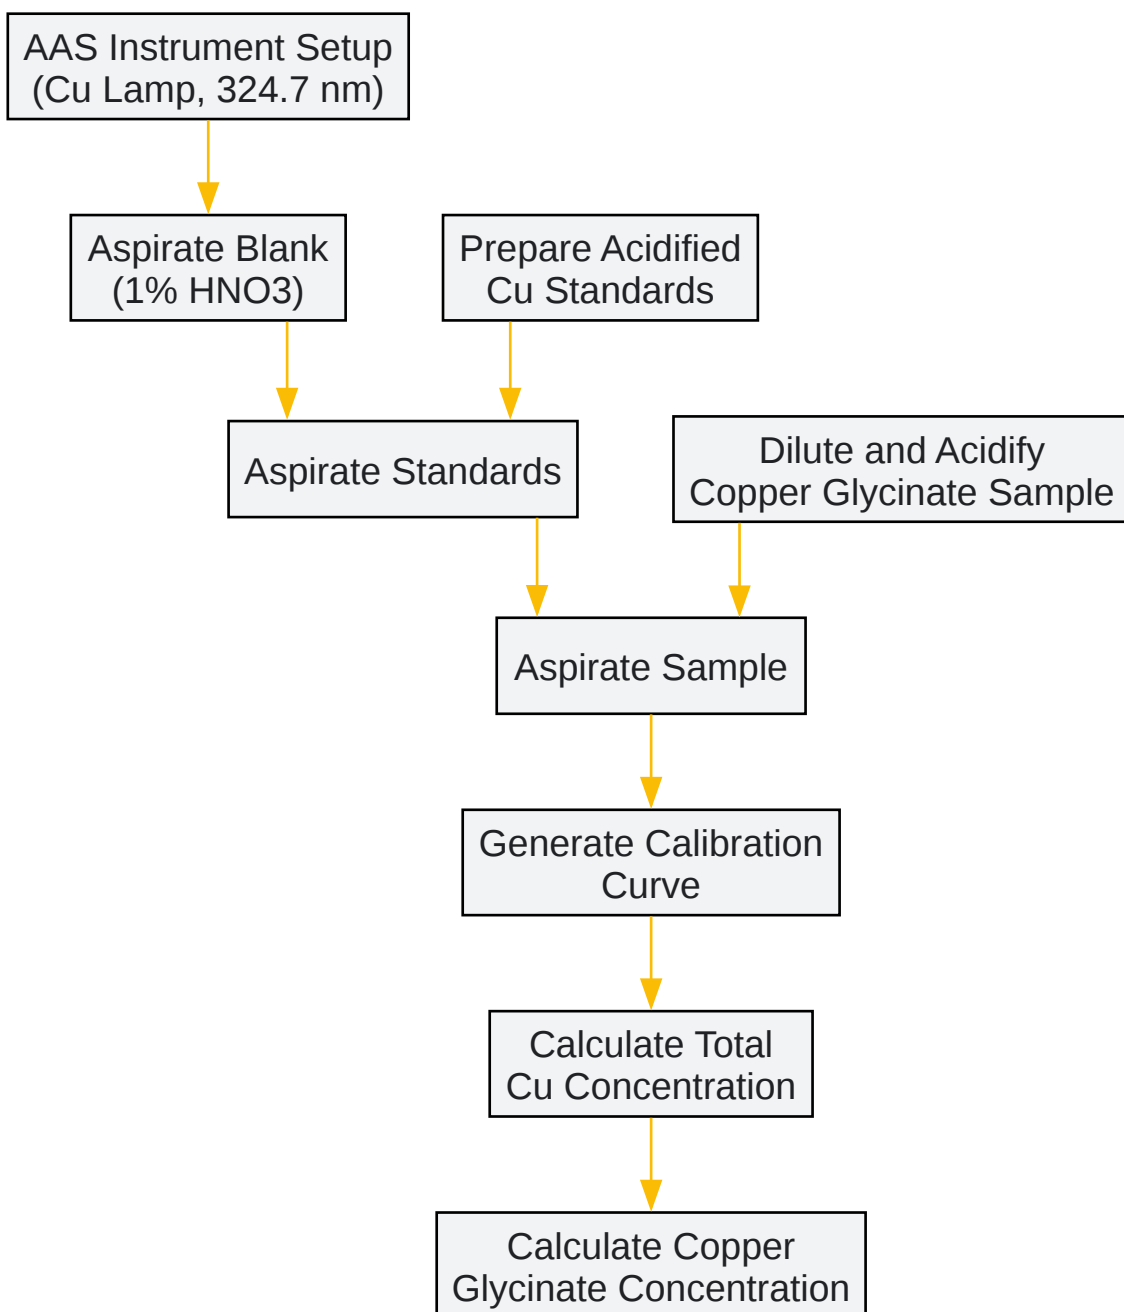 AAS Instrument Setup
(Cu Lamp, 324.7 nm)
Aspirate Blank
(1% HNO3)
Prepare Acidified
Cu Standards
Aspirate Standards
Dilute and Acidify
Copper Glycinate Sample
Aspirate Sample
Generate Calibration
Curve
Calculate Total
Cu Concentration
Calculate Copper
Glycinate Concentration